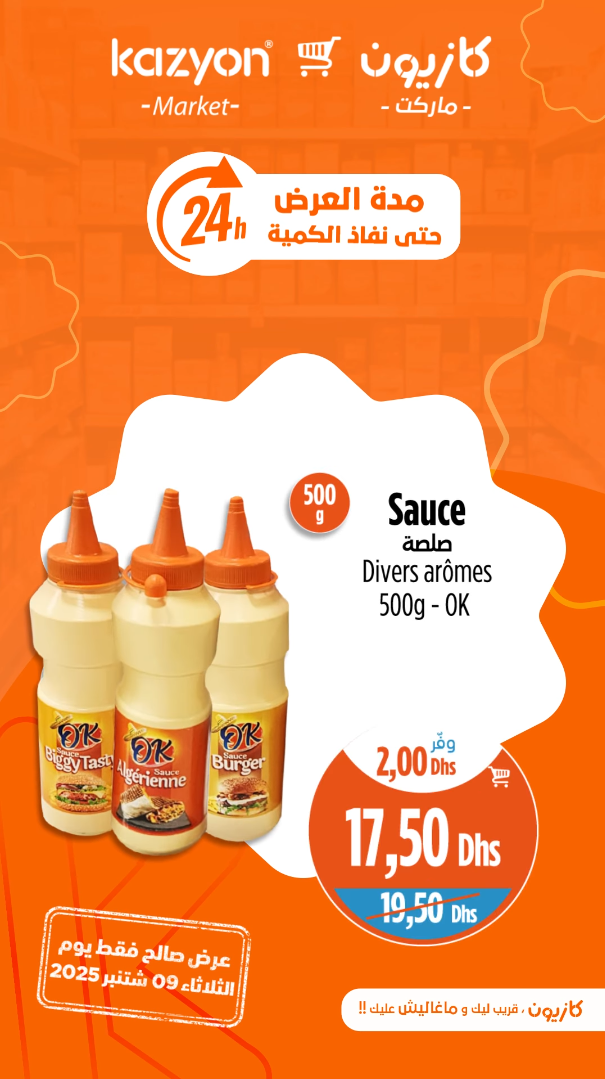 kazyon® كازيون
-Market- - ماركت -
24h
مدة العرض
حتى نفاذ الكمية
500
g
Sauce
صلصة
Divers arômes
500g - OK
OK
Sauce
Biggy Tasty
OK
Sauce
Algérienne
OK
Sauce
Burger
وفّر
2,00 Dhs
17,50 Dhs
19,50 Dhs
عرض صالح فقط يوم
الثلاثاء 09 شتنبر 2025
كازيون ، قريب ليك و ماغاليش عليك !!